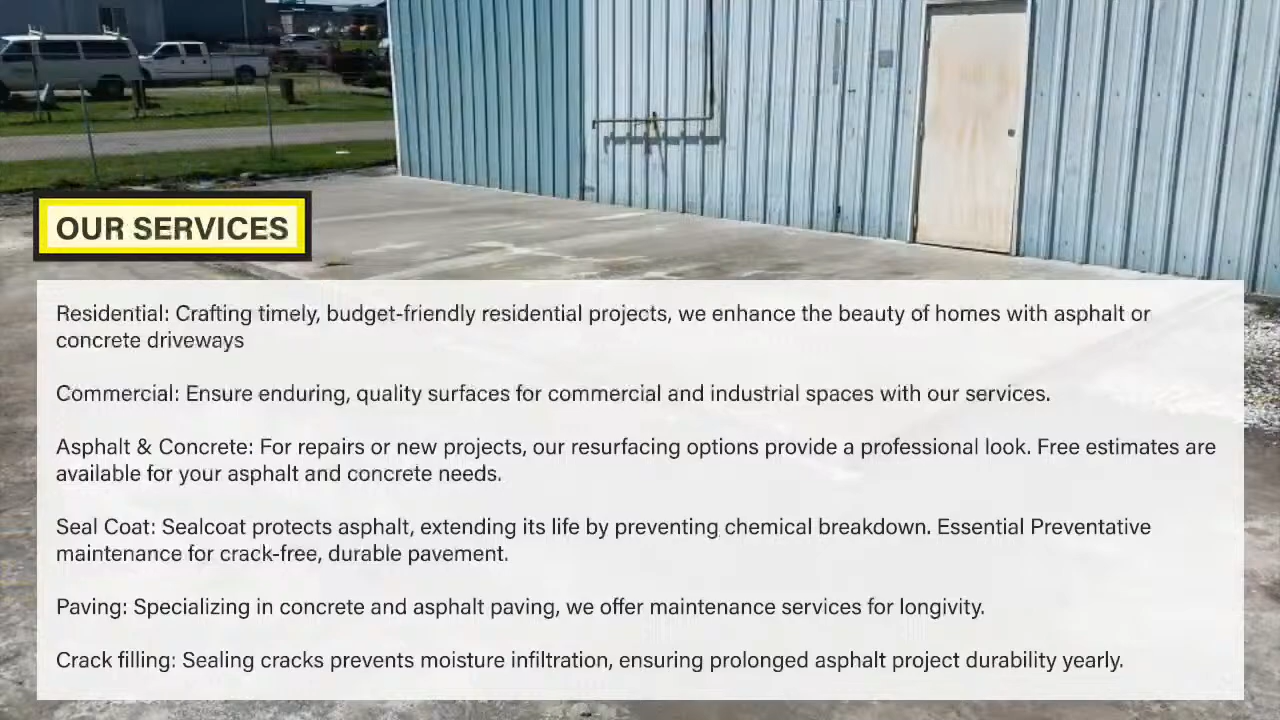 OUR SERVICES
Residential: Crafting timely, budget-friendly residential projects, we enhance the beauty of homes with asphalt or
concrete driveways
Commercial: Ensure enduring, quality surfaces for commercial and industrial spaces with our services.
Asphalt & Concrete: For repairs or new projects, our resurfacing options provide a professional look. Free estimates are
available for your asphalt and concrete needs.
Seal Coat: Sealcoat protects asphalt, extending its life by preventing chemical breakdown. Essential Preventative
maintenance for crack-free, durable pavement.
Paving: Specializing in concrete and asphalt paving, we offer maintenance services for longivity.
Crack filling: Sealing cracks prevents moisture infiltration, ensuring prolonged asphalt project durability yearly.